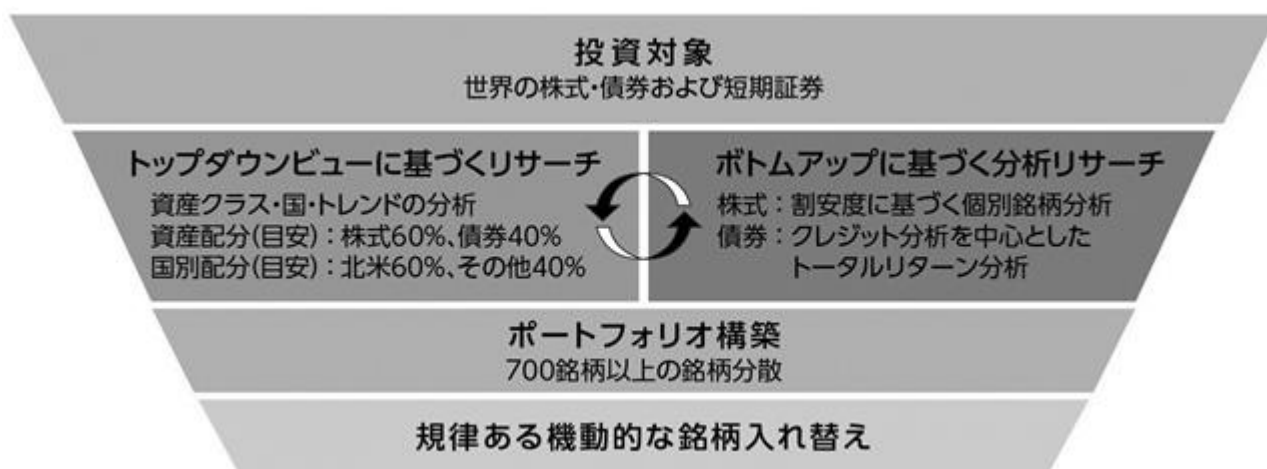 投資対象
世界の株式・債券および短期証券
トップダウンビューに基づくリサーチ
資産クラス・国・トレンドの分析
資産配分(目安)：株式60%、債券40%
国別配分(目安)：北米60%、その他40%
ボトムアップに基づく分析リサーチ
株式：割安度に基づく個別銘柄分析
債券：クレジット分析を中心とした
トータルリターン分析
ポートフォリオ構築
700銘柄以上の銘柄分散
規律ある機動的な銘柄入れ替え